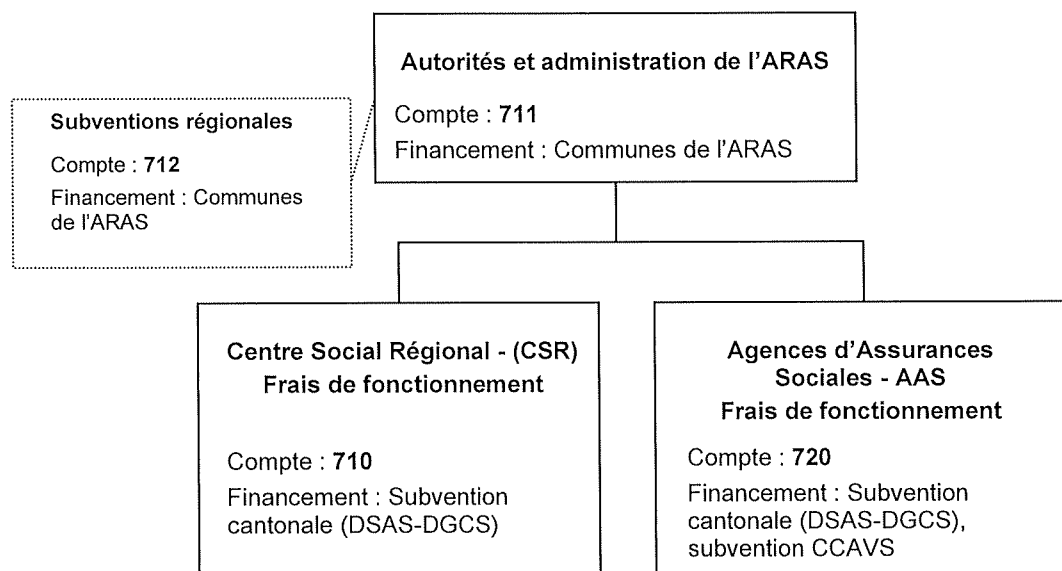 Autorités et administration de l'ARAS
Compte : 711
Financement : Communes de l'ARAS
Subventions régionales
Compte : 712
Financement : Communes
de l'ARAS
Centre Social Régional - (CSR)
Frais de fonctionnement
Compte : 710
Financement : Subvention
cantonale (DSAS-DGCS)
Agences d'Assurances
Sociales - AAS
Frais de fonctionnement
Compte : 720
Financement : Subvention
cantonale (DSAS-DGCS),
subvention CCAVS